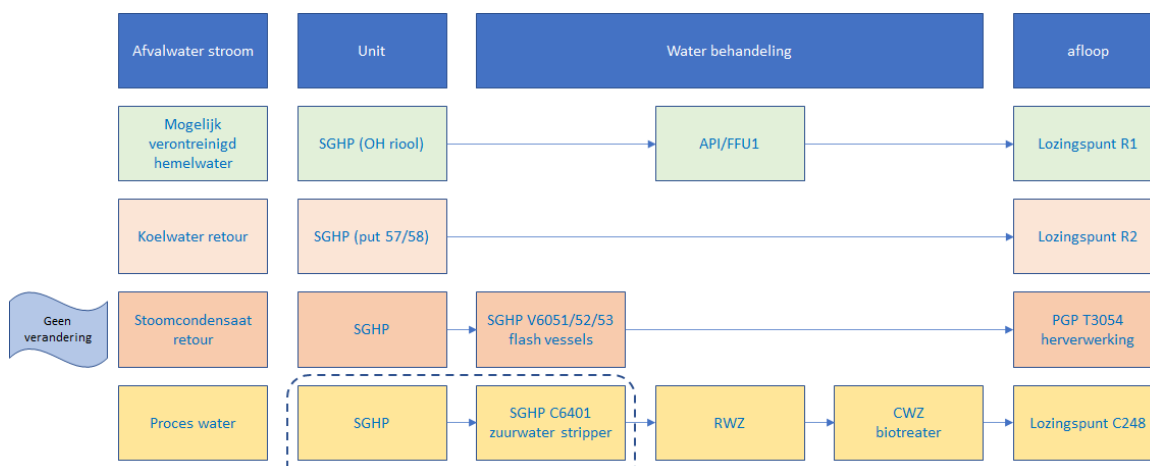 Afvalwater stroom
Unit
Water behandeling
afloop
Mogelijk
verontreinigd
hemelwater
SGHP (OH riool)
API/FFU1
Lozingspunt R1
Koelwater retour
SGHP (put 57/58)
Lozingspunt R2
Geen
verandering
Stoomcondensaat
retour
SGHP
SGHP V6051/52/53
flash vessels
PGP T3054
herverwerking
Proces water
SGHP
SGHP C6401
zuurwater stripper
RWZ
CWZ
biotreater
Lozingspunt C248